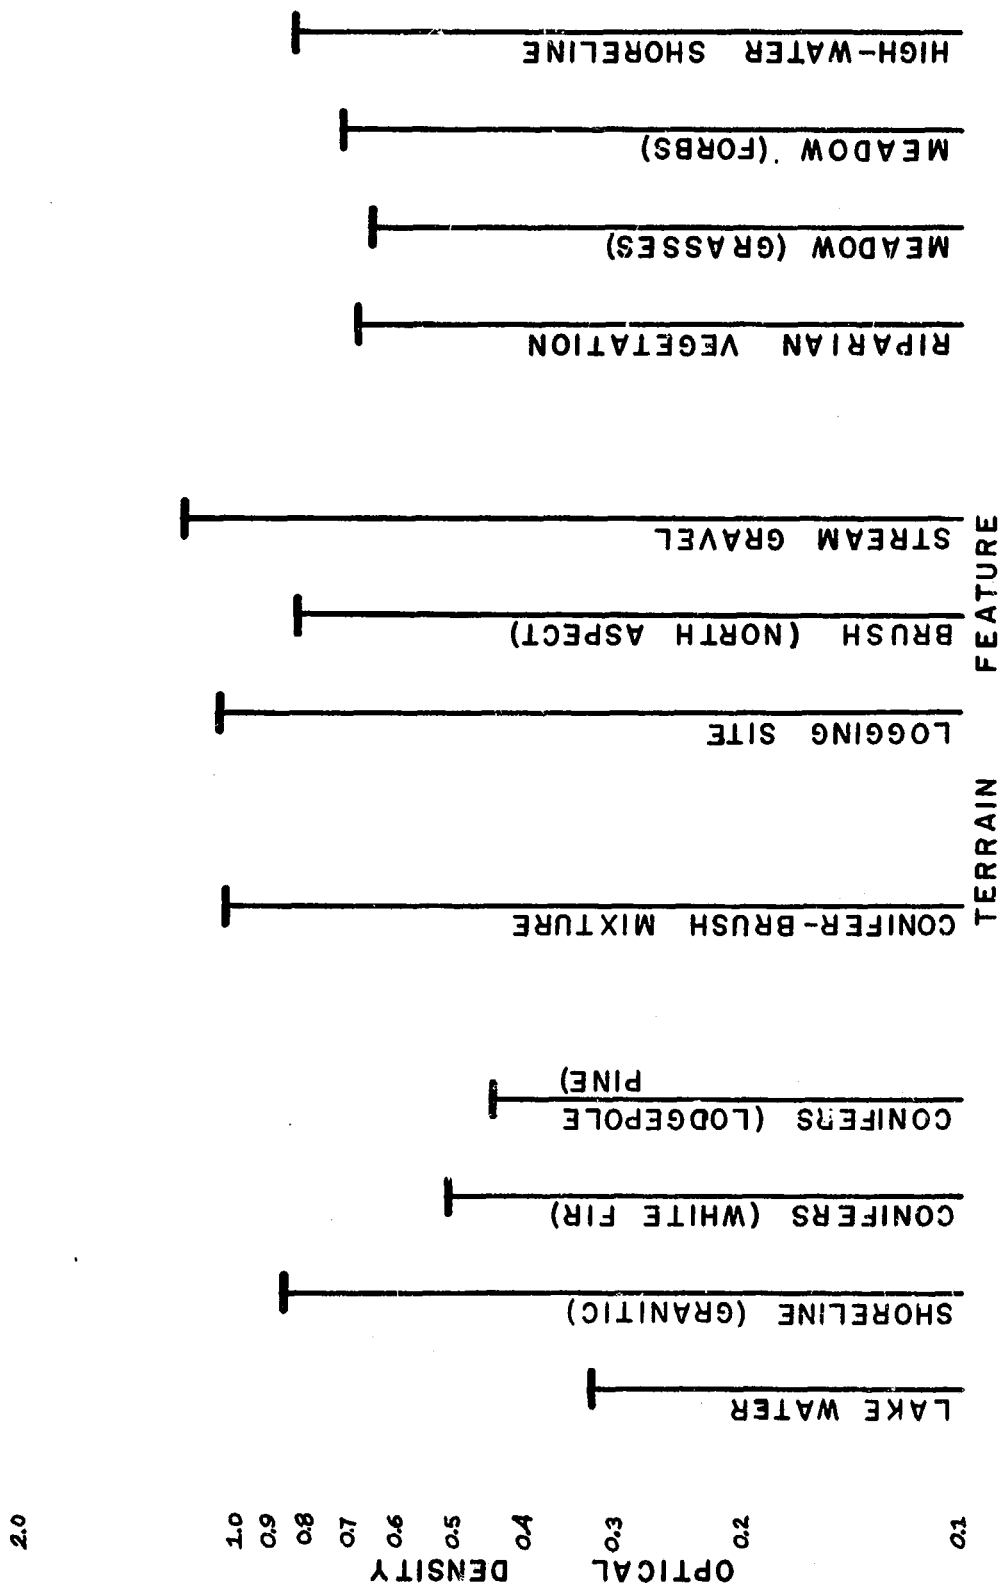 2.0
1.0
0.9
0.8
0.7
0.6
0.5
0.4
0.3
0.2
0.1
OPTICAL DENSITY
LAKE WATER
SHORELINE (GRANITIC)
CONIFERS (WHITE FIR)
CONIFERS (LODGEPOLE
PINE)
CONIFER-BRUSH MIXTURE
LOGGING SITE
BRUSH (NORTH ASPECT)
STREAM GRAVEL
RIPARIAN VEGETATION
MEADOW (GRASSES)
MEADOW (FORBS)
HIGH-WATER SHORELINE
TERRAIN FEATURE